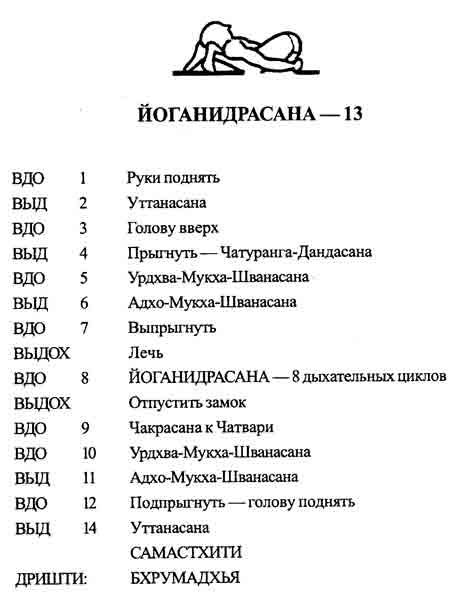 ЙОГАНИДРАСАНА — 13
ВДО 1 Руки поднять
ВЫД 2 Уттанасана
ВДО 3 Голову вверх
ВЫД 4 Прыгнуть — Чатуранга-Дандасана
ВДО 5 Урдхва-Мукха-Шванасана
ВЫД 6 Адхо-Мукха-Шванасана
ВДО 7 Выпрыгнуть
ВЫДОХ Лечь
ВДО 8 ЙОГАНИДРАСАНА — 8 дыхательных циклов
ВЫДОХ Отпустить замок
ВДО 9 Чакрасана к Чатвари
ВДО 10 Урдхва-Мукха-Шванасана
ВЫД 11 Адхо-Мукха-Шванасана
ВДО 12 Подпрыгнуть — голову поднять
ВЫД 14 Уттанасана
САМАСТХИТИ
ДРИШТИ: БХРУМАДХЬЯ